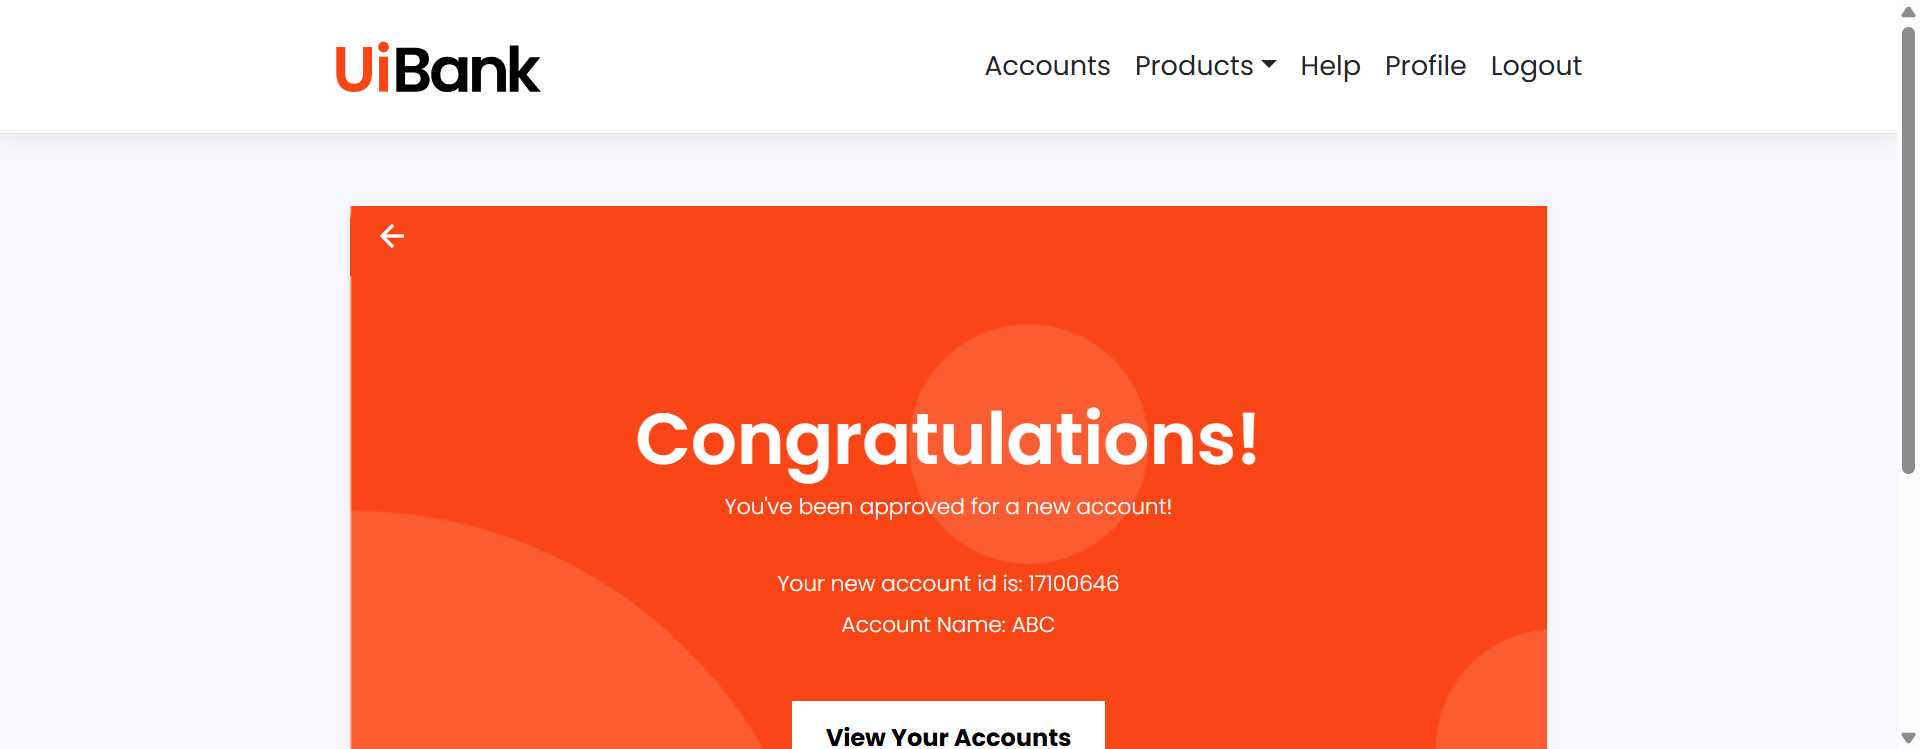 UiBank
Accounts Products Help Profile Logout
Congratulations!
You've been approved for a new account!
Your new account id is: 17100646
Account Name: ABC
View Your Accounts